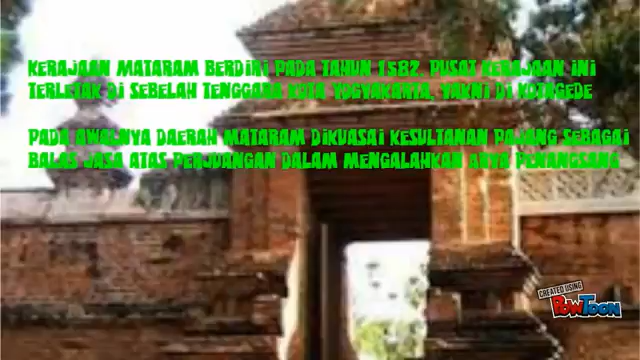 KERAJAAN MATARAM BERDIRI PADA TAHUN 1582. PUSAT KERAJAAN INI
TERLETAK DI SEBELAH TENGGARA KOTA YOGYAKARTA, YAKNI DI KOTAGEDE
PADA AWALNYA DAERAH MATARAM DIKUASAI KESULTANAN PAJANG SEBAGAI
BALAS JASA ATAS PERJUANGAN DALAM MENGALAHKAN ARYA PENANGSANG
CREATED USING
POWTOON